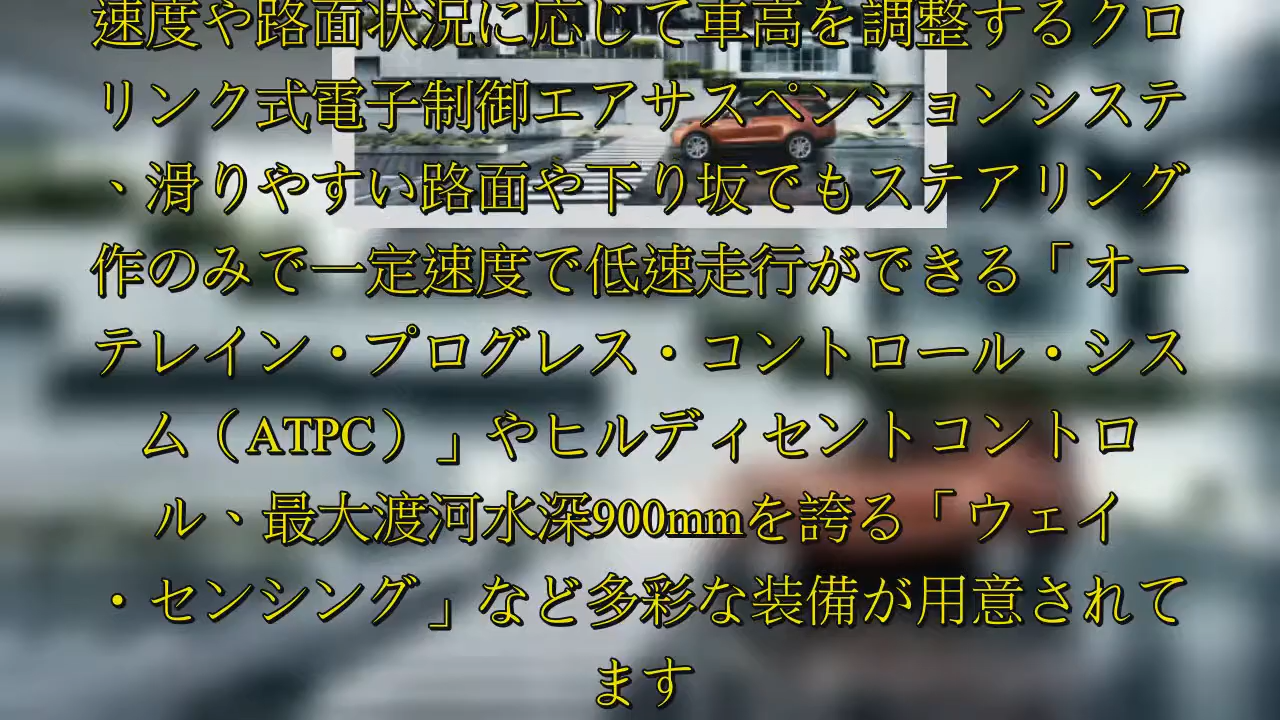 速度や路面状況に応じて車高を調整するクロ
リンク式電子制御エアサスペンションシステ
、滑りやすい路面や下り坂でもステアリング
作のみで一定速度で低速走行ができる「オー
テレイン・プログレス・コントロール・シス
ム（ATPC）」やヒルディセントコントロ
ル、最大渡河水深900mmを誇る「ウェイ
・センシング」など多彩な装備が用意されて
ます